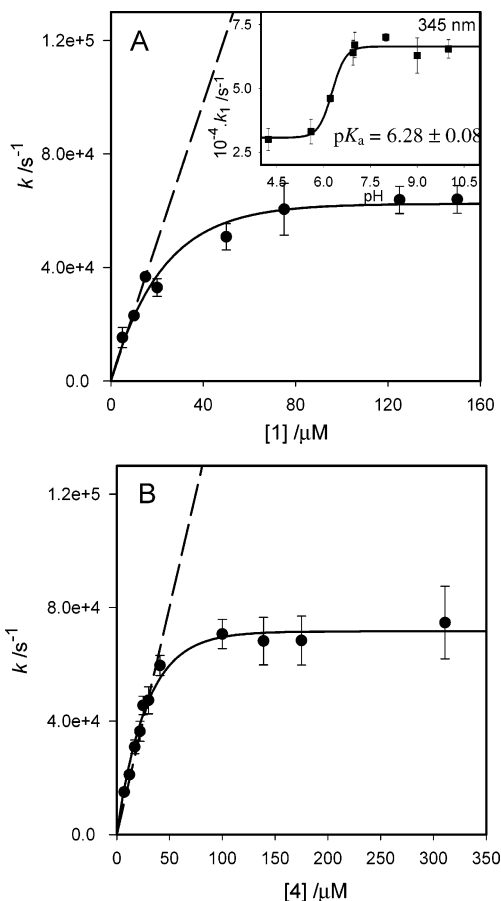 A
345 nm
10⁻⁴.k₁ /s⁻¹
7.5
5.0
2.5
pKₐ = 6.28 ± 0.08
4.5 6.0 7.5 9.0 10.5
pH
k /s⁻¹
1.2e+5
8.0e+4
4.0e+4
0.0
0 40 80 120 160
[1] /μM
B
k /s⁻¹
1.2e+5
8.0e+4
4.0e+4
0.0
0 50 100 150 200 250 300 350
[4] /μM